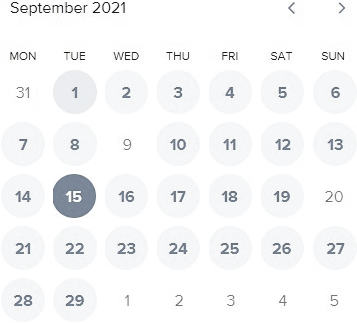 September 2021
MON TUE WED THU FRI SAT SUN
31 1 2 3 4 5 6
7 8 9 10 11 12 13
14 15 16 17 18 19 20
21 22 23 24 25 26 27
28 29 1 2 3 4 5